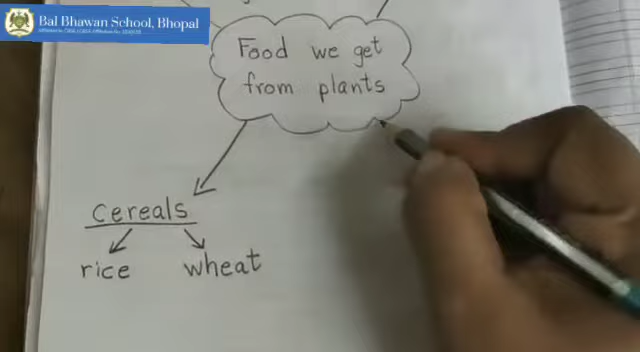 Bal Bhawan School, Bhopal
Food we get
from plants
cereals
rice wheat